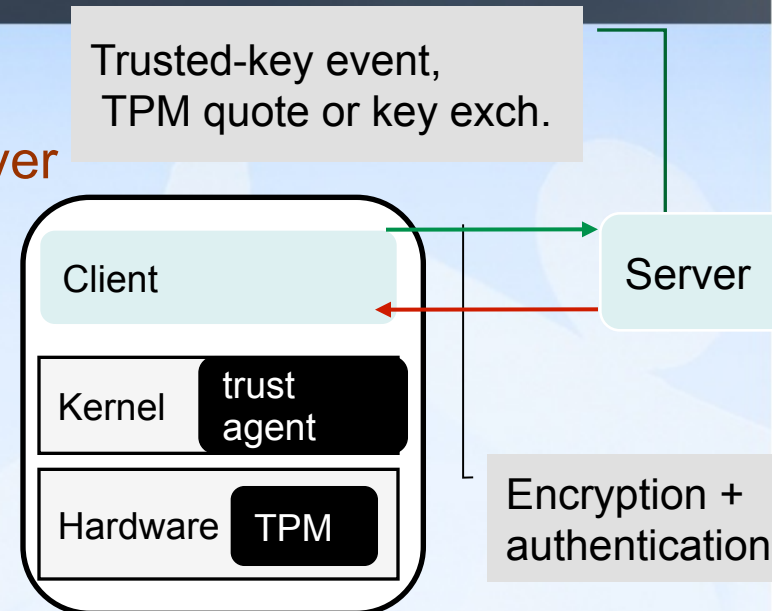 Trusted-key event,
TPM quote or key exch.
Client
Server
Kernel
trust
agent
Hardware
TPM
Encryption +
authentication